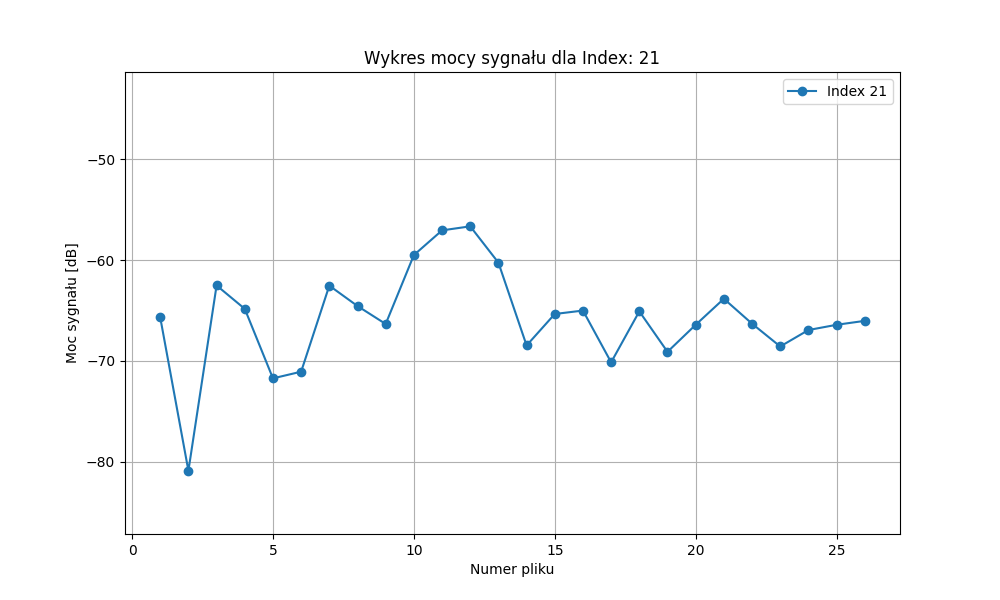 Wykres mocy sygnału dla Index: 21
Index 21
Moc sygnału [dB]
−50
−60
−70
−80
0 5 10 15 20 25
Numer pliku